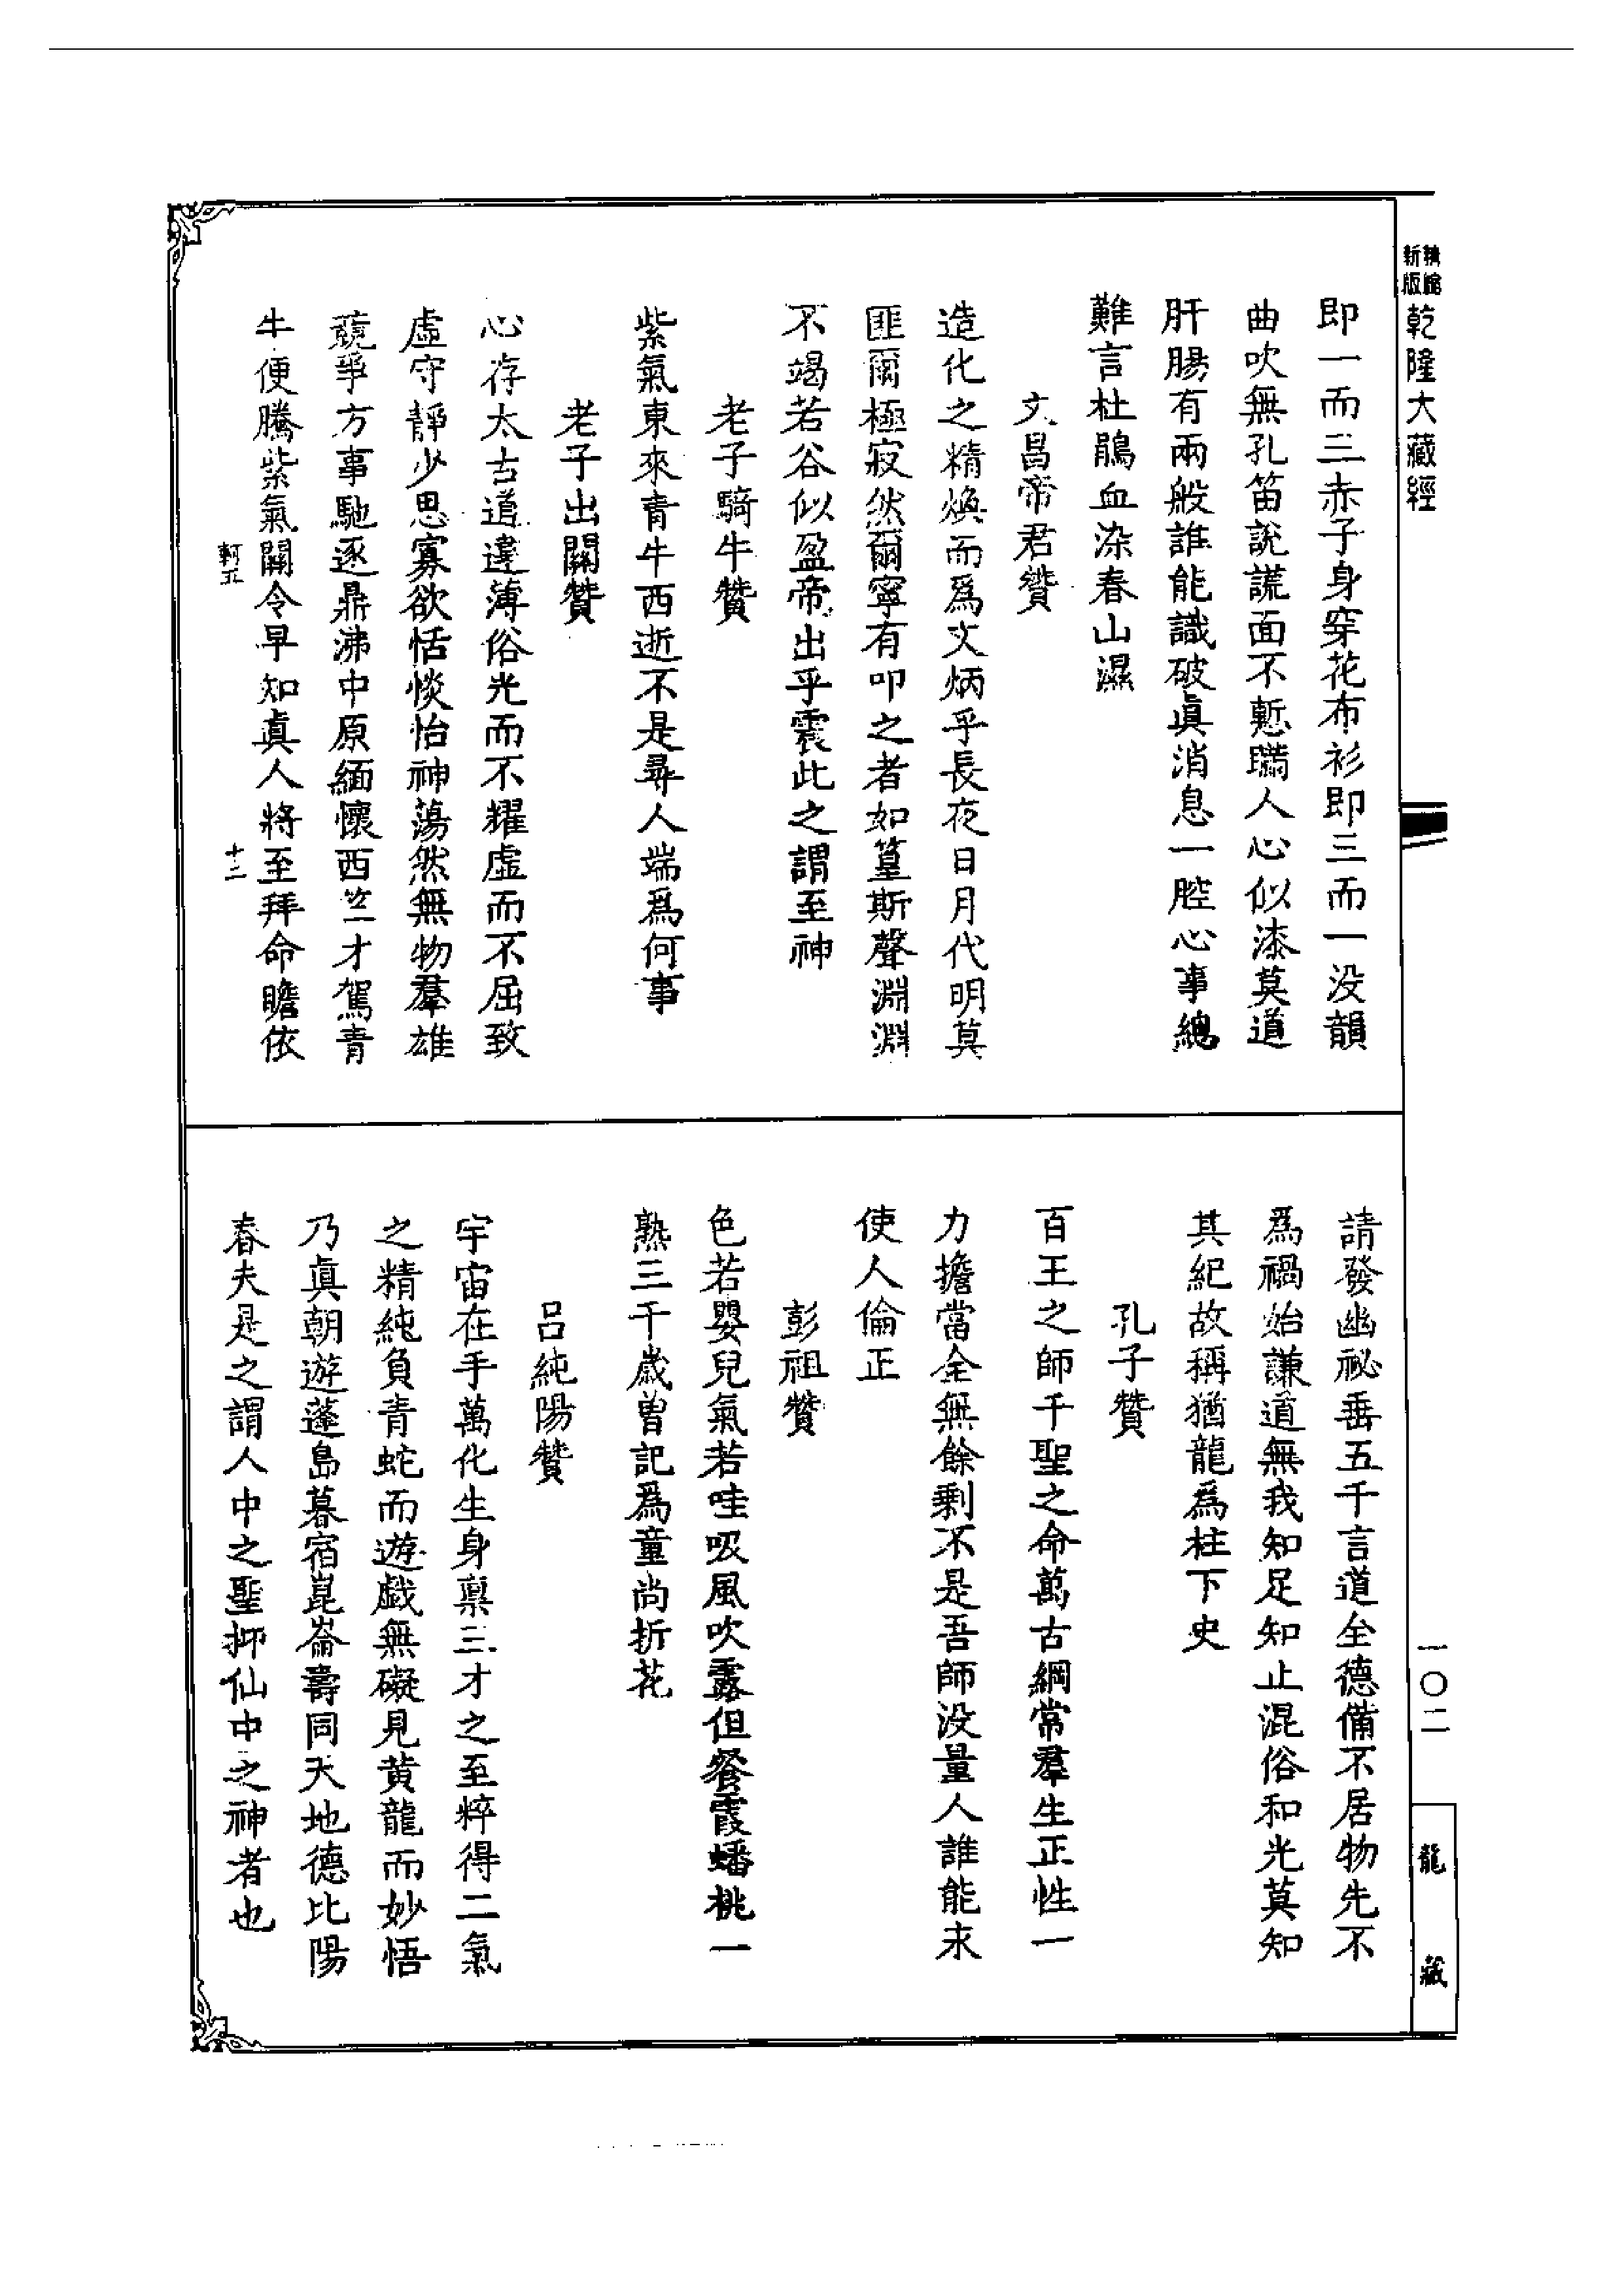 新版
乾隆大藏經
即一而三赤子身穿花布衫即三而一没韻
曲吹無孔笛說謊面不慙瞞人心似漆莫道
肝腸有兩般誰能識破眞消息一腔心事總
難言杜鵑血染春山濕
文昌帝君贊
造化之精煥而爲文炳乎長夜日月代明莫
匪爾極寂然爾寧有叩之者如篁斯聲淵淵
不竭若谷似盈帝出乎震此之謂至神
老子騎牛贊
紫氣東來青牛西逝不是尋人端爲何事
老子出關贊
心存太古道違薄俗光而不耀虛而不屈致
虛守靜少思寡欲恬惔怡神蕩然無物羣雄
競爭方事馳逐鼎沸中原緬懷西竺才駕青
牛便騰紫氣關令早知眞人將至拜命瞻依
軻五
十二
請發幽祕垂五千言道全德備不居物先不
爲禍始謙道無我知足知止混俗和光莫知
其紀故稱猶龍爲柱下史
孔子贊
百王之師千聖之命萬古綱常羣生正性一
力擔當全無餘剩不是吾師没量人誰能末
使人倫正
彭祖贊
色若嬰兒氣若哇吸風吹露但餐霞蟠桃一
熟三千歲曽記爲童尚折花
吕純陽贊
宇宙在手萬化生身禀三才之至粹得二氣
之精純負青蛇而遊戲無礙見黄龍而妙悟
乃眞朝遊蓬島暮宿崑崙壽同天地德比陽
春夫是之謂人中之聖抑仙中之神者也
一〇二
龍藏